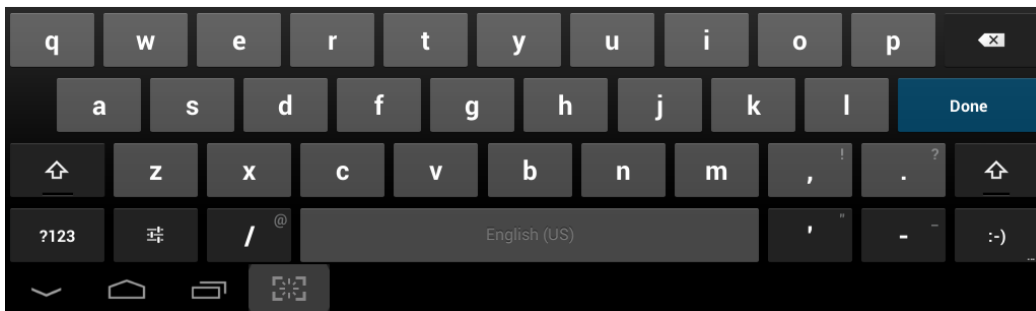 q w e r t y u i o p
a s d f g h j k l Done
z x c v b n m , ! . ?
?123 / @ English (US) ' " - _ :-) ...